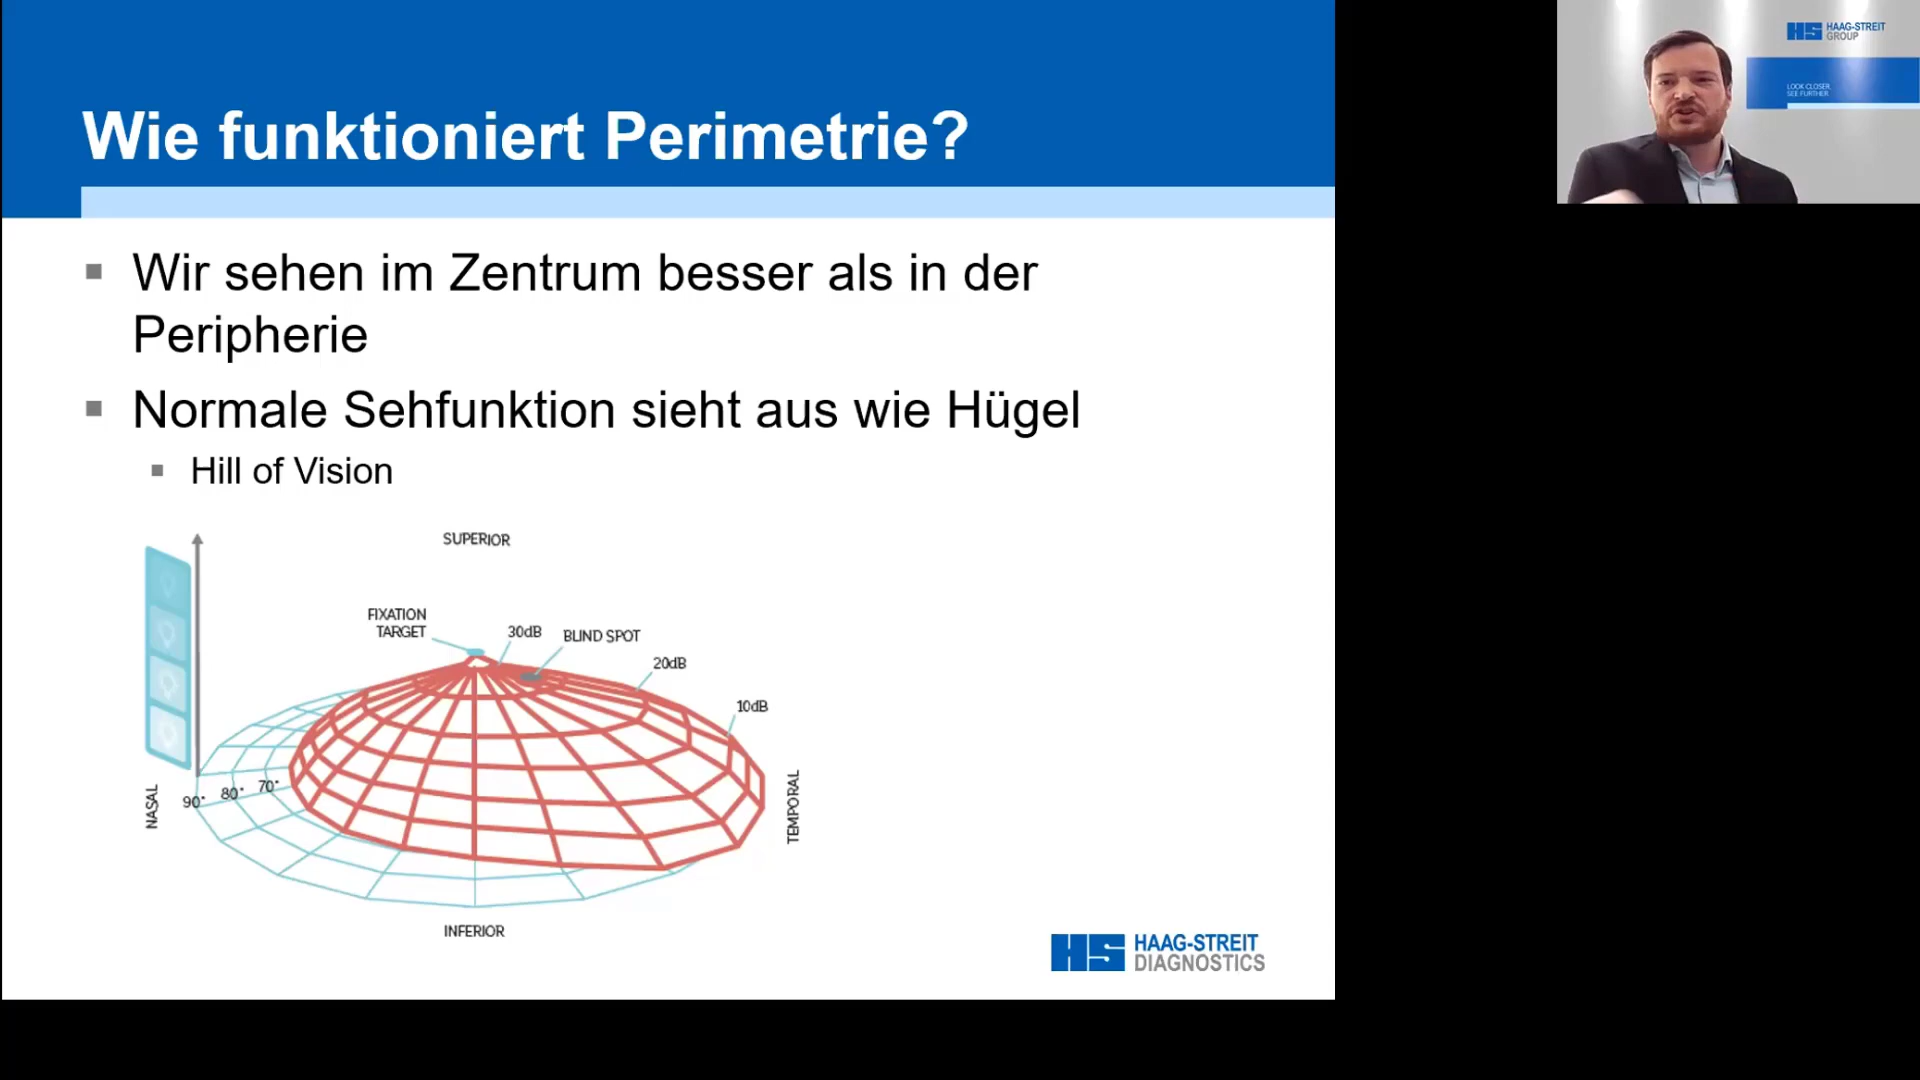 Wie funktioniert Perimetrie?
Wir sehen im Zentrum besser als in der
Peripherie
Normale Sehfunktion sieht aus wie Hügel
Hill of Vision
SUPERIOR
FIXATION
TARGET
30dB
BLIND SPOT
20dB
10dB
NASAL
90°
80°
70°
TEMPORAL
INFERIOR
HS HAAG-STREIT
DIAGNOSTICS
HS HAAG-STREIT
GROUP
LOOK CLOSER.
SEE FURTHER.